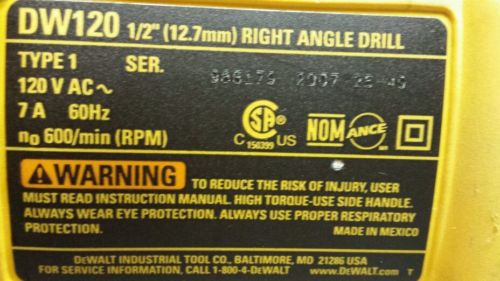 DW120 1/2" (12.7mm) RIGHT ANGLE DRILL
TYPE 1 SER.
120 V AC~
7 A 60Hz
n0 600/min (RPM)
2007
SA
C US
150399
NOM ANCE
WARNING
TO REDUCE THE RISK OF INJURY, USER
MUST READ INSTRUCTION MANUAL. HIGH TORQUE-USE SIDE HANDLE.
ALWAYS WEAR EYE PROTECTION. ALWAYS USE PROPER RESPIRATORY
PROTECTION.
MADE IN MEXICO
DEWALT INDUSTRIAL TOOL CO., BALTIMORE, MD 21286 USA
FOR SERVICE INFORMATION, CALL 1-800-4-DEWALT www.DEWALT.com T